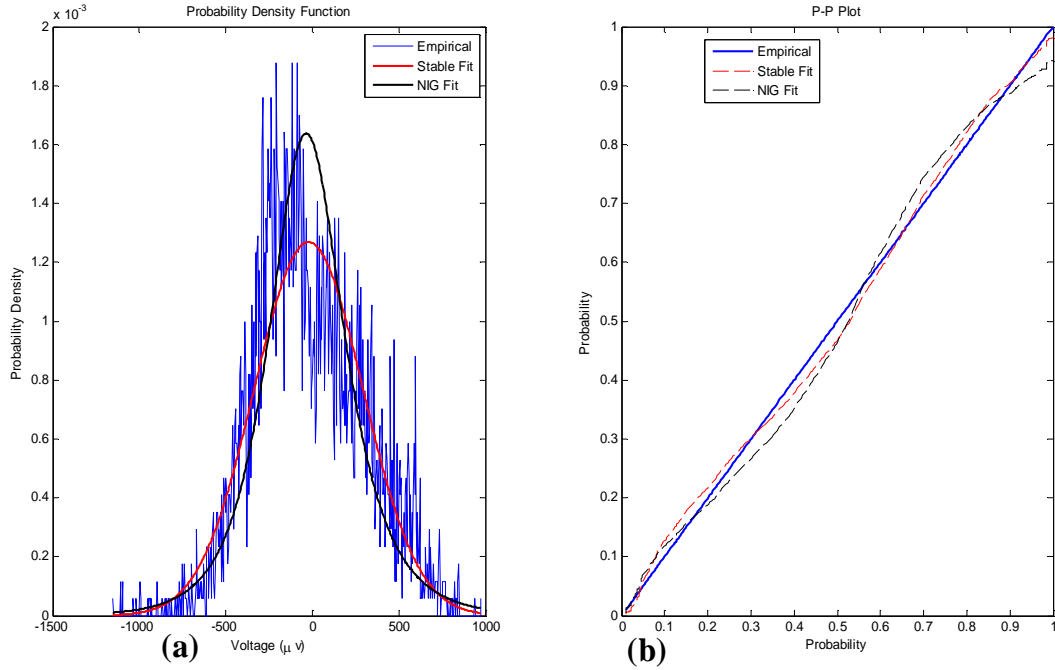 Probability Density Function
x 10
-3
2
1.8
1.6
1.4
1.2
1
0.8
0.6
0.4
0.2
0
-1500
-1000
-500
0
500
1000
Probability Density
Voltage (μ v)
Empirical
Stable Fit
NIG Fit
(a)
P-P Plot
1
0.9
0.8
0.7
0.6
0.5
0.4
0.3
0.2
0.1
0
0
0.1
0.2
0.3
0.4
0.5
0.6
0.7
0.8
0.9
1
Probability
Probability
Empirical
Stable Fit
NIG Fit
(b)